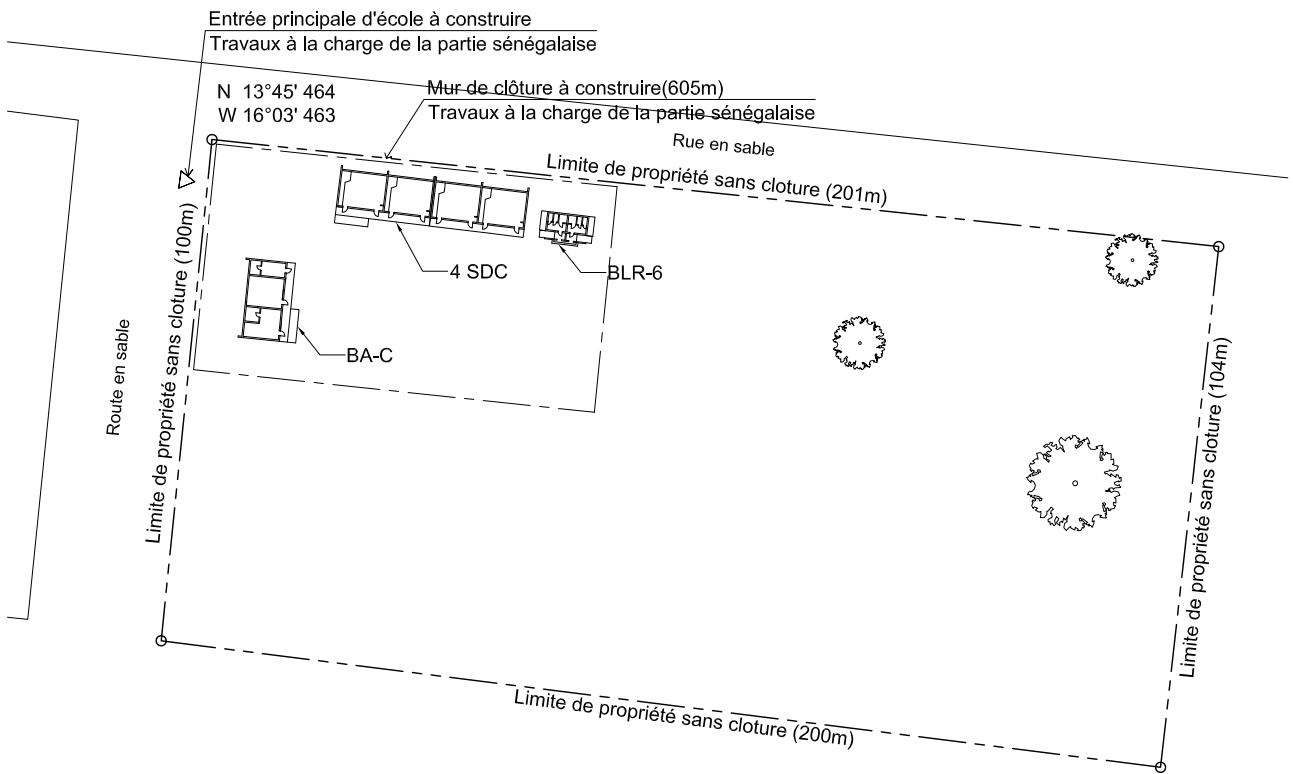 Entrée principale d'école à construire
Travaux à la charge de la partie sénégalaise
N 13°45' 464
W 16°03' 463
Mur de clôture à construire(605m)
Travaux à la charge de la partie sénégalaise
Rue en sable
Limite de propriété sans cloture (201m)
Limite de propriété sans cloture (100m)
4 SDC
BLR-6
BA-C
Route en sable
Limite de propriété sans cloture (104m)
Limite de propriété sans cloture (200m)